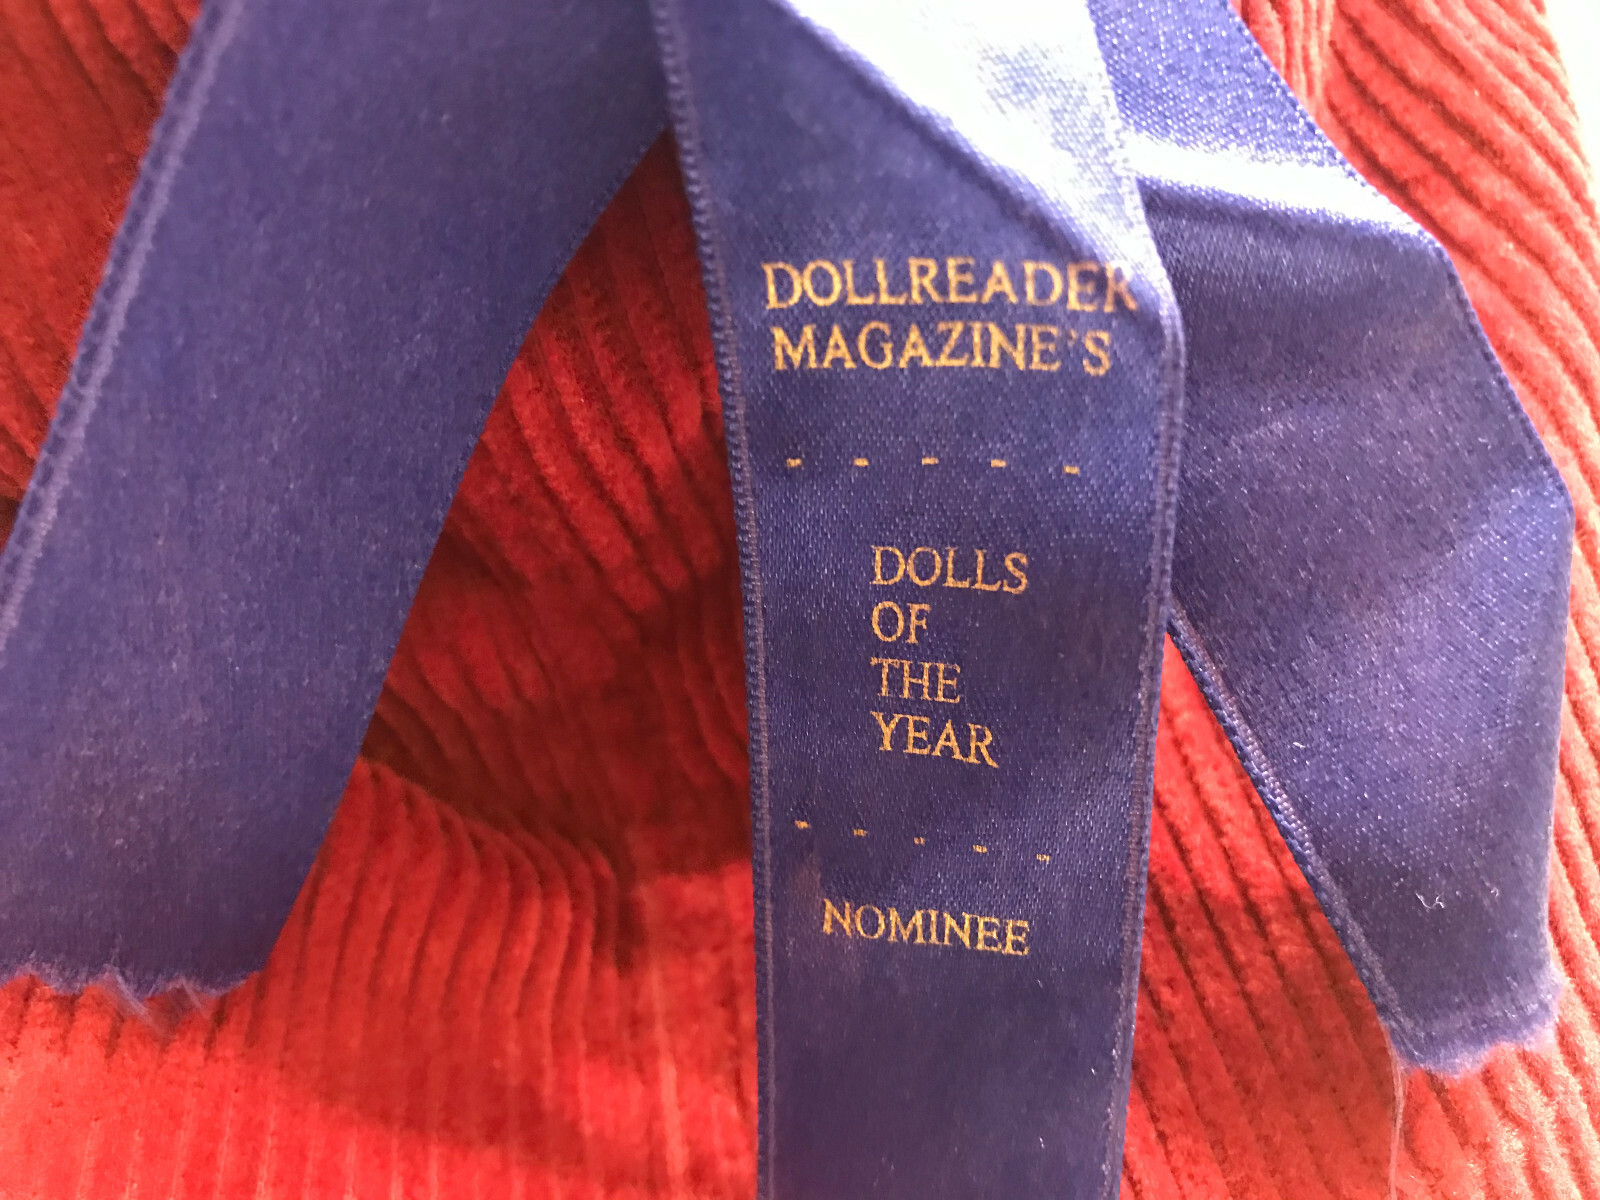 DOLLREADER
MAGAZINE'S
- - - - -
DOLLS
OF
THE
YEAR
- - - - -
NOMINEE